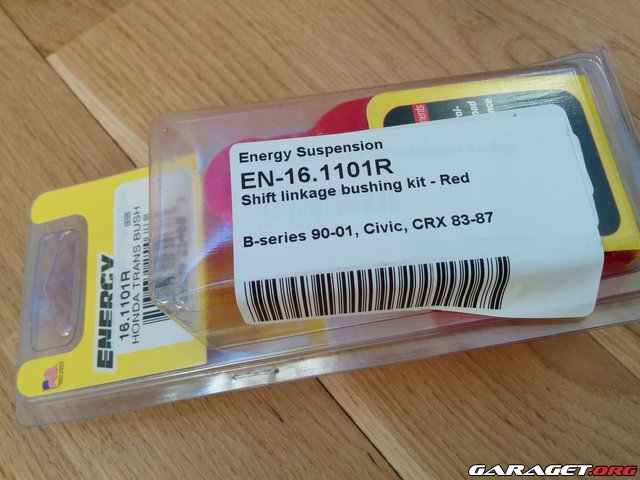 Energy Suspension
EN-16.1101R
Shift linkage bushing kit - Red
B-series 90-01, Civic, CRX 83-87
ENERGY
16.1101R
HONDA TRANS BUSH
GARAGET.ORG